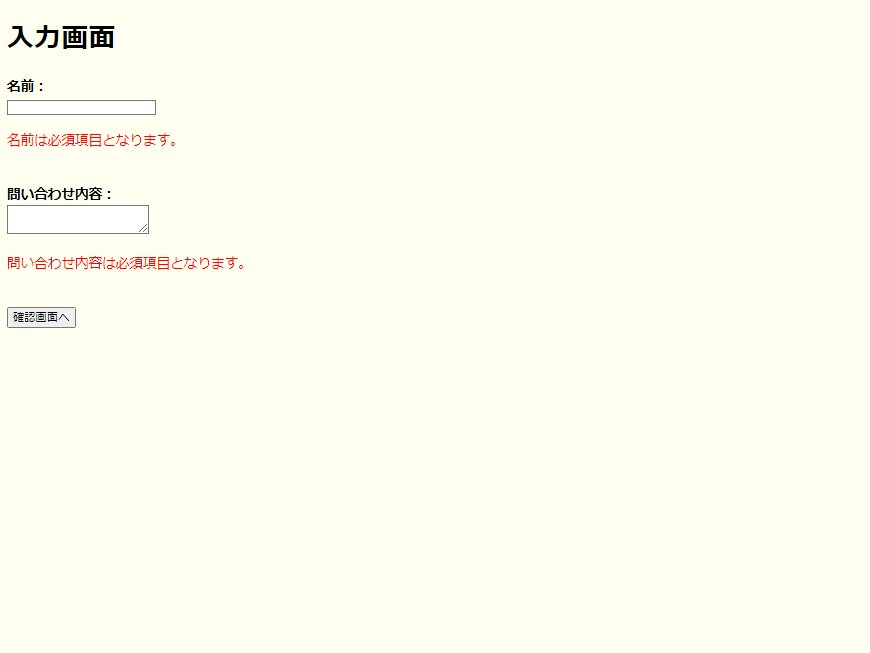 入力画面
名前：
名前は必須項目となります。
問い合わせ内容：
問い合わせ内容は必須項目となります。
確認画面へ